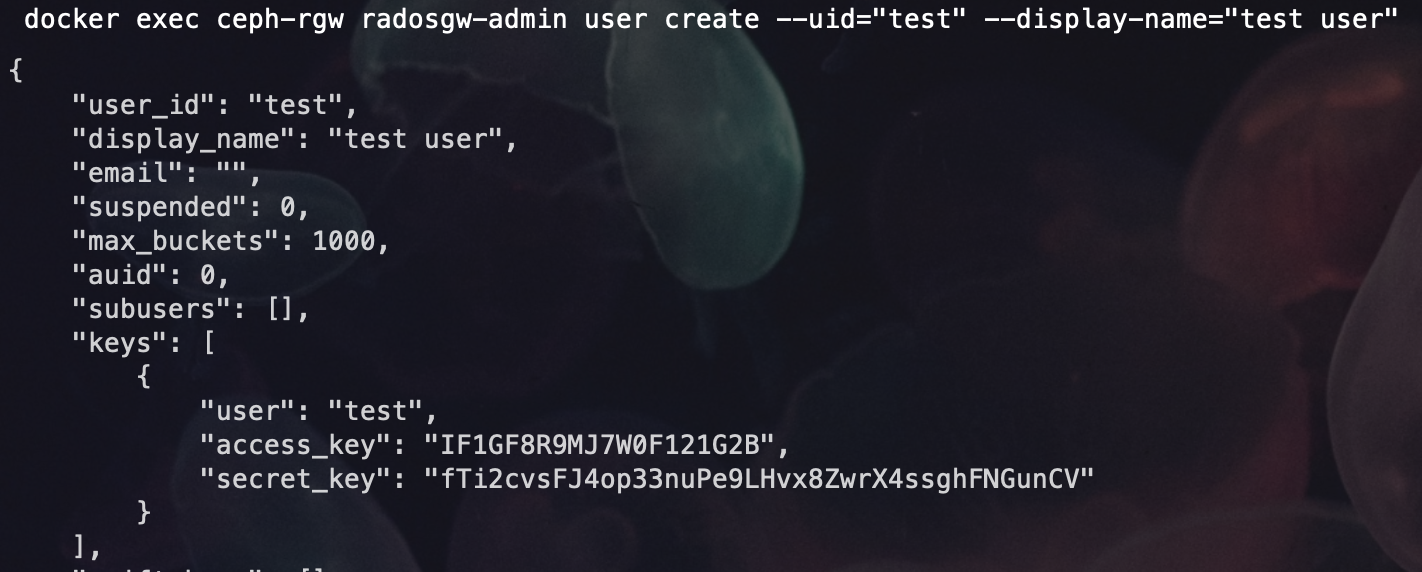 docker exec ceph-rgw radosgw-admin user create --uid="test" --display-name="test user"
{
    "user_id": "test",
    "display_name": "test user",
    "email": "",
    "suspended": 0,
    "max_buckets": 1000,
    "auid": 0,
    "subusers": [],
    "keys": [
        {
            "user": "test",
            "access_key": "IF1GF8R9MJ7W0F121G2B",
            "secret_key": "fTi2cvsFJ4op33nuPe9LHvx8ZwrX4ssghFNGunCV"
        }
    ],